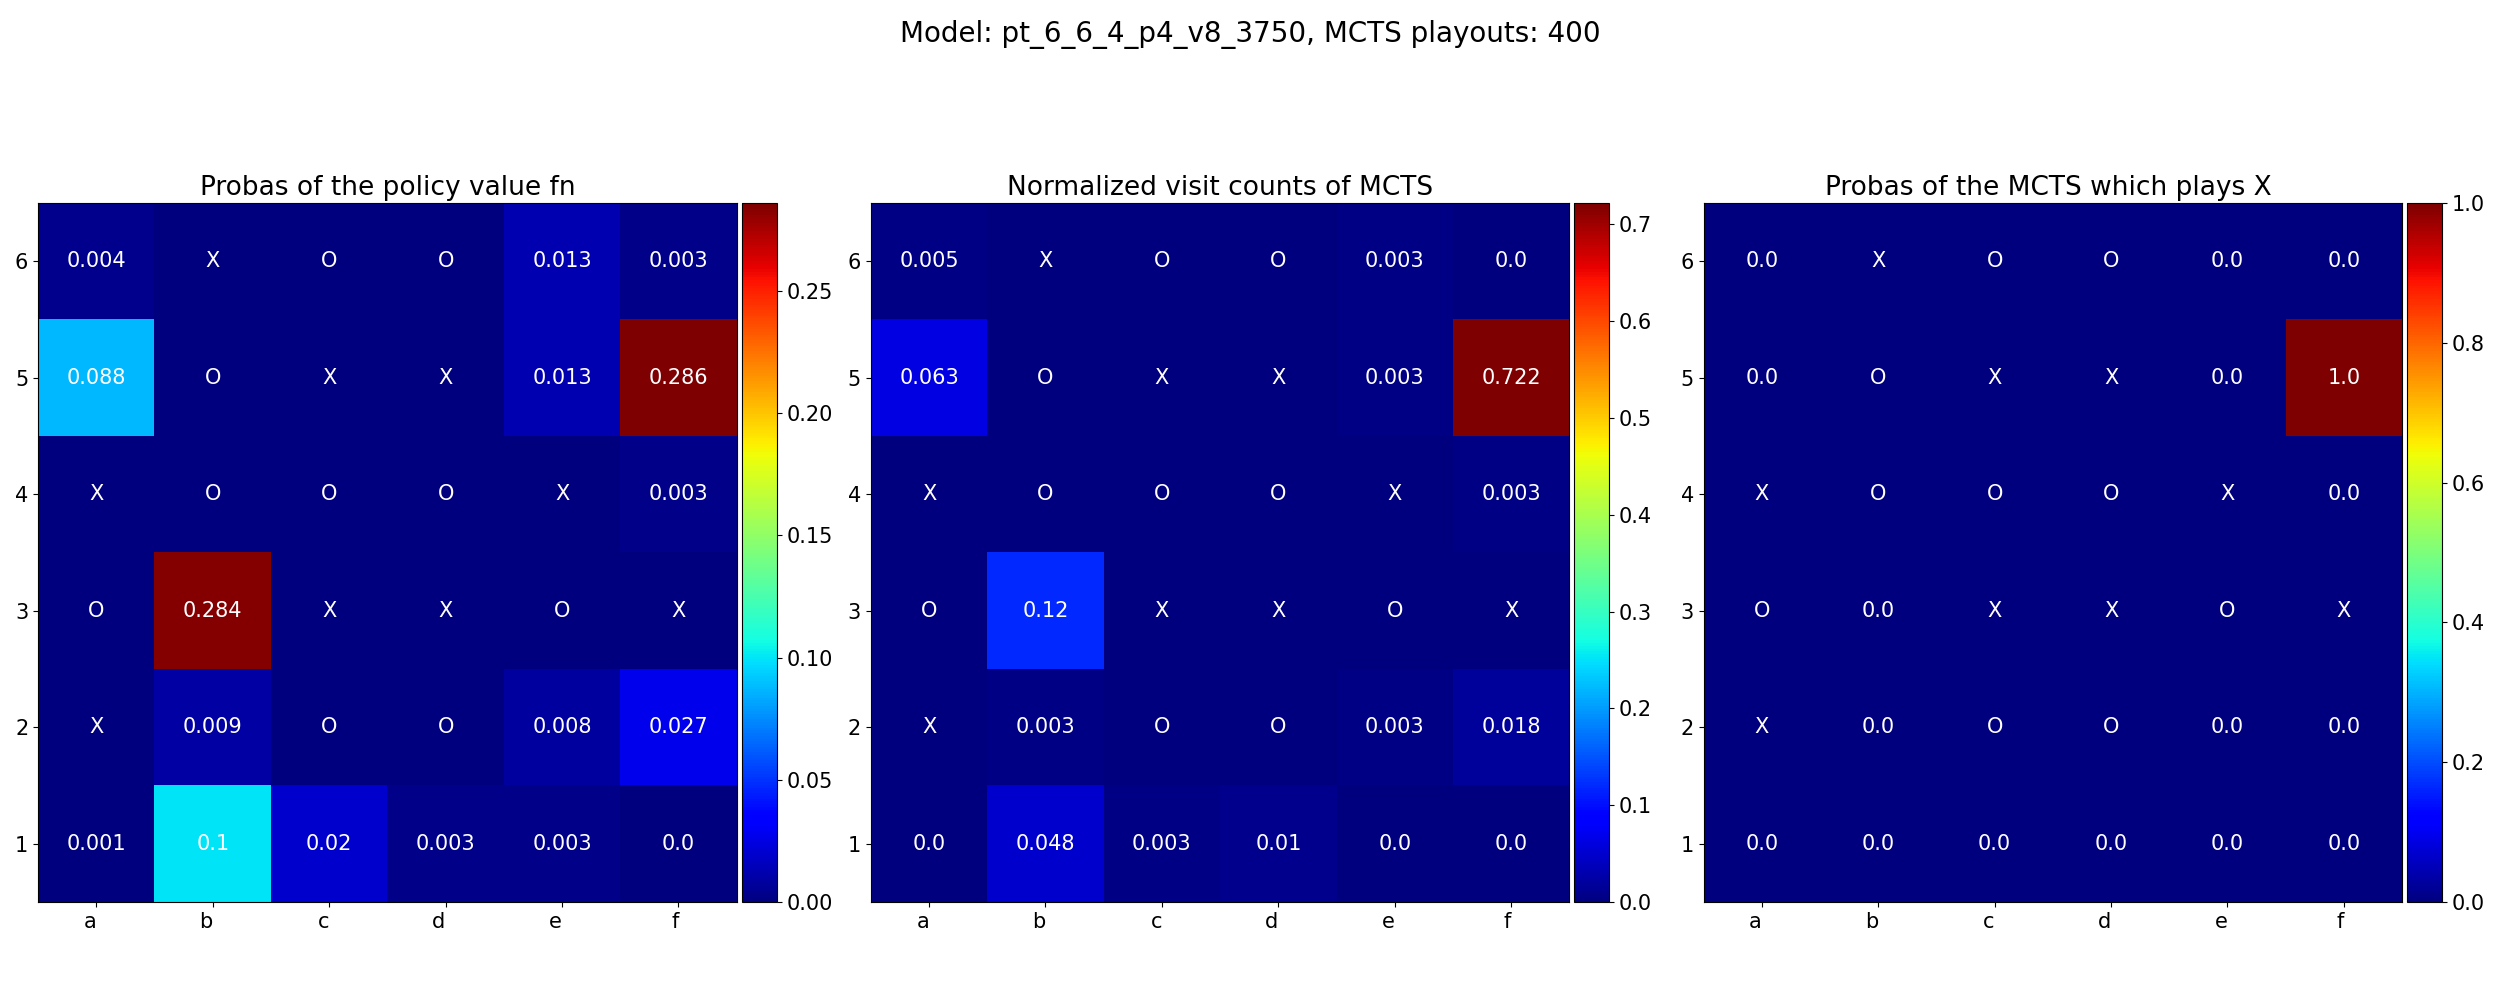 Model: pt_6_6_4_p4_v8_3750, MCTS playouts: 400
Probas of the policy value fn
6 0.004 X O O 0.013 0.003
5 0.088 O X X 0.013 0.286
4 X O O O X 0.003
3 O 0.284 X X O X
2 X 0.009 O O 0.008 0.027
1 0.001 0.1 0.02 0.003 0.003 0.0
a b c d e f
0.25
0.20
0.15
0.10
0.05
0.00
Normalized visit counts of MCTS
6 0.005 X O O 0.003 0.0
5 0.063 O X X 0.003 0.722
4 X O O O X 0.003
3 O 0.12 X X O X
2 X 0.003 O O 0.003 0.018
1 0.0 0.048 0.003 0.01 0.0 0.0
a b c d e f
0.7
0.6
0.5
0.4
0.3
0.2
0.1
0.0
Probas of the MCTS which plays X
6 0.0 X O O 0.0 0.0
5 0.0 O X X 0.0 1.0
4 X O O O X 0.0
3 O 0.0 X X O X
2 X 0.0 O O 0.0 0.0
1 0.0 0.0 0.0 0.0 0.0 0.0
a b c d e f
1.0
0.8
0.6
0.4
0.2
0.0